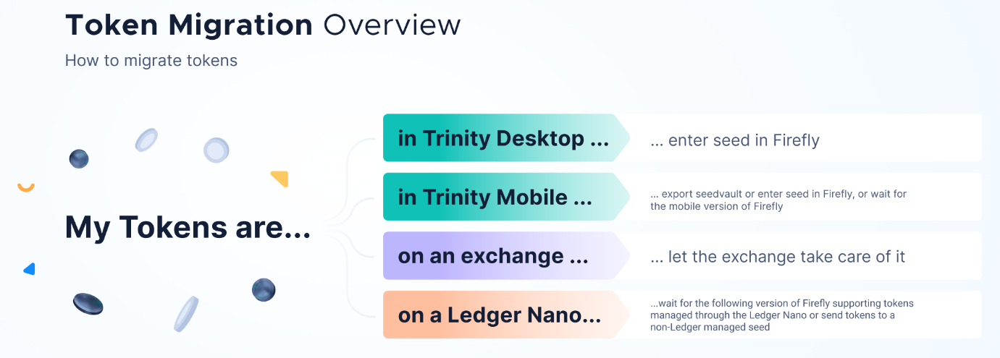 Token Migration Overview
How to migrate tokens
My Tokens are...
in Trinity Desktop ...
... enter seed in Firefly
in Trinity Mobile ...
... export seedvault or enter seed in Firefly, or wait for
the mobile version of Firefly
on an exchange ...
... let the exchange take care of it
on a Ledger Nano...
...wait for the following version of Firefly supporting tokens
managed through the Ledger Nano or send tokens to a
non-Ledger managed seed